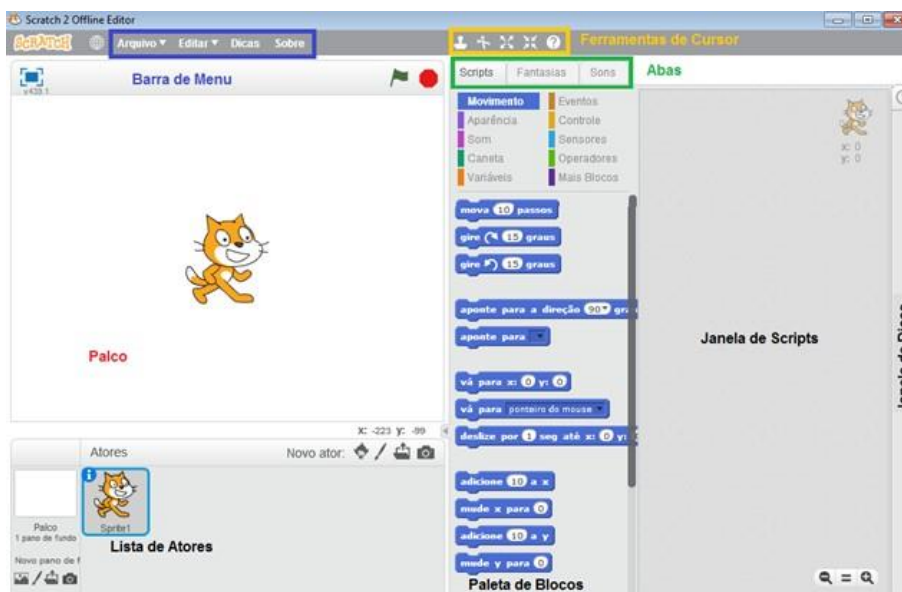 Scratch 2 Offline Editor
SCRATCH Arquivo Editar Dicas Sobre
Ferramentas de Cursor
v439.1
Barra de Menu
Palco
X: -223 y: -99
Scripts Fantasias Sons
Abas
Movimento Eventos
Aparência Controle
Som Sensores
Caneta Operadores
Variáveis Mais Blocos
mova 10 passos
gire 15 graus
gire 15 graus
aponte para a direção 90
aponte para
vá para x: 0 y: 0
vá para ponteiro do mouse
deslize por 1 seg até x: 0 y:
adicione 10 a x
mude x para 0
adicione 10 a y
mude y para 0
Paleta de Blocos
x: 0
y: 0
Janela de Scripts
Atores Novo ator:
Sprite1
Palco
1 pano de fundo
Novo pano de f
Lista de Atores